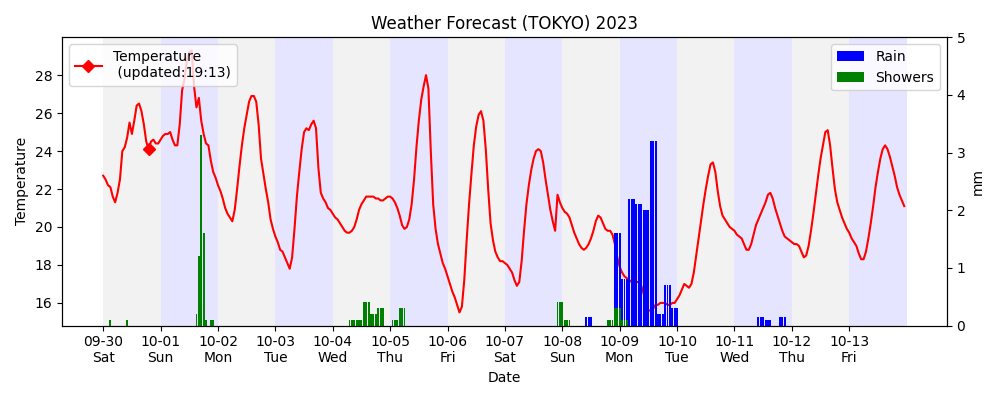 Weather Forecast (TOKYO) 2023
Temperature
(updated:19:13)
Rain
Showers
Temperature
28
26
24
22
20
18
16
5
4
3
2
1
0
mm
09-30 10-01 10-02 10-03 10-04 10-05 10-06 10-07 10-08 10-09 10-10 10-11 10-12 10-13
Sat Sun Mon Tue Wed Thu Fri Sat Sun Mon Tue Wed Thu Fri
Date